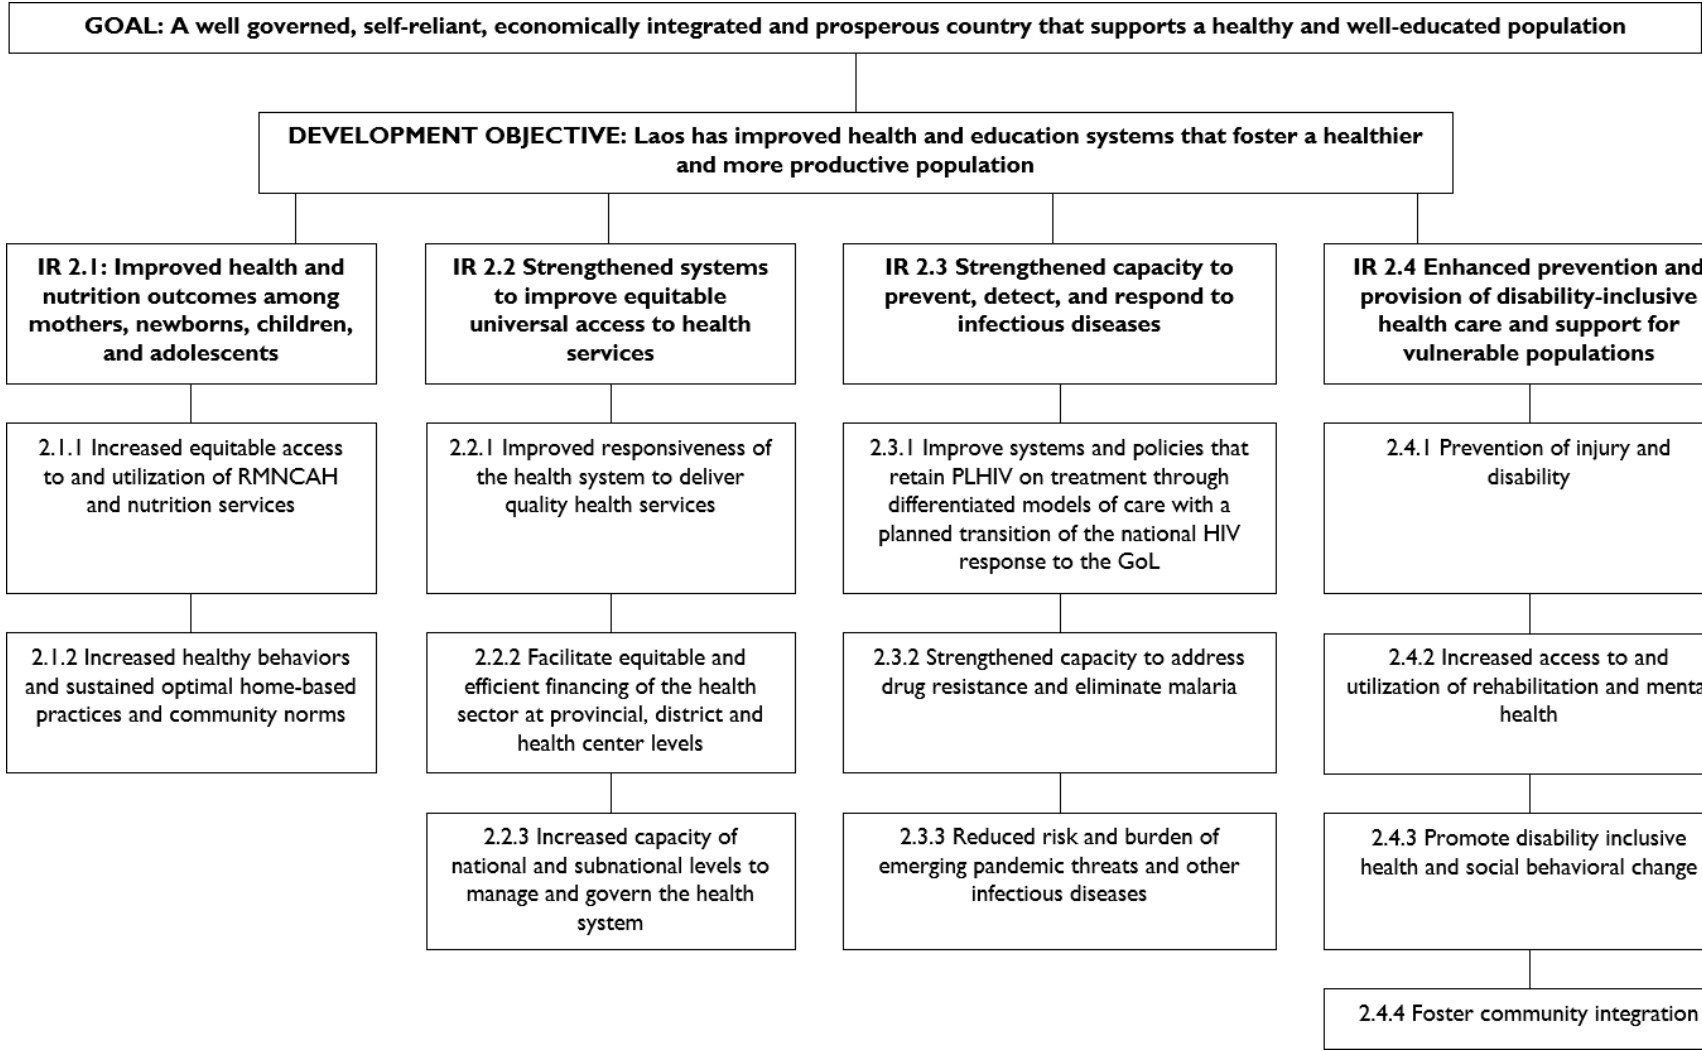 GOAL: A well governed, self-reliant, economically integrated and prosperous country that supports a healthy and well-educated population
DEVELOPMENT OBJECTIVE: Laos has improved health and education systems that foster a healthier
and more productive population
IR 2.1: Improved health and
nutrition outcomes among
mothers, newborns, children,
and adolescents
2.1.1 Increased equitable access
to and utilization of RMNCAH
and nutrition services
2.1.2 Increased healthy behaviors
and sustained optimal home-based
practices and community norms
IR 2.2 Strengthened systems
to improve equitable
universal access to health
services
2.2.1 Improved responsiveness of
the health system to deliver
quality health services
2.2.2 Facilitate equitable and
efficient financing of the health
sector at provincial, district and
health center levels
2.2.3 Increased capacity of
national and subnational levels to
manage and govern the health
system
IR 2.3 Strengthened capacity to
prevent, detect, and respond to
infectious diseases
2.3.1 Improve systems and policies that
retain PLHIV on treatment through
differentiated models of care with a
planned transition of the national HIV
response to the GoL
2.3.2 Strengthened capacity to address
drug resistance and eliminate malaria
2.3.3 Reduced risk and burden of
emerging pandemic threats and other
infectious diseases
IR 2.4 Enhanced prevention and
provision of disability-inclusive
health care and support for
vulnerable populations
2.4.1 Prevention of injury and
disability
2.4.2 Increased access to and
utilization of rehabilitation and menta
health
2.4.3 Promote disability inclusive
health and social behavioral change
2.4.4 Foster community integration